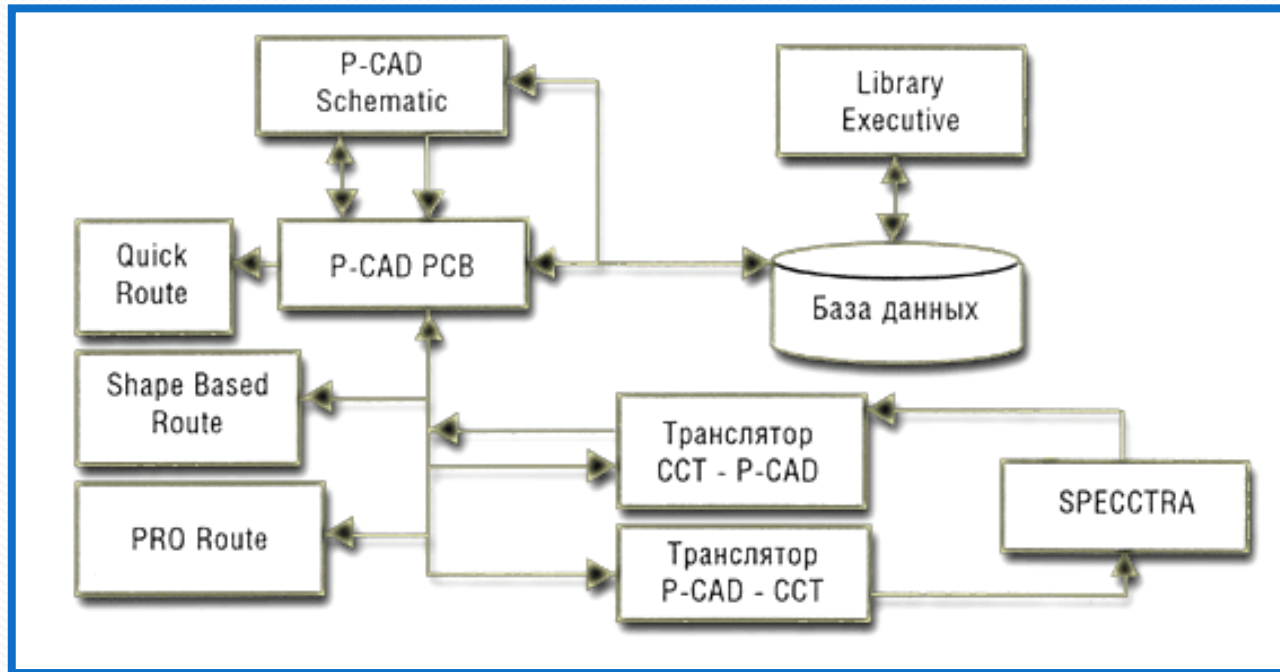 P-CAD
Schematic
Library
Executive
Quick
Route
P-CAD PCB
База данных
Shape Based
Route
Транслятор
CCT - P-CAD
SPECCTRA
PRO Route
Транслятор
P-CAD - CCT